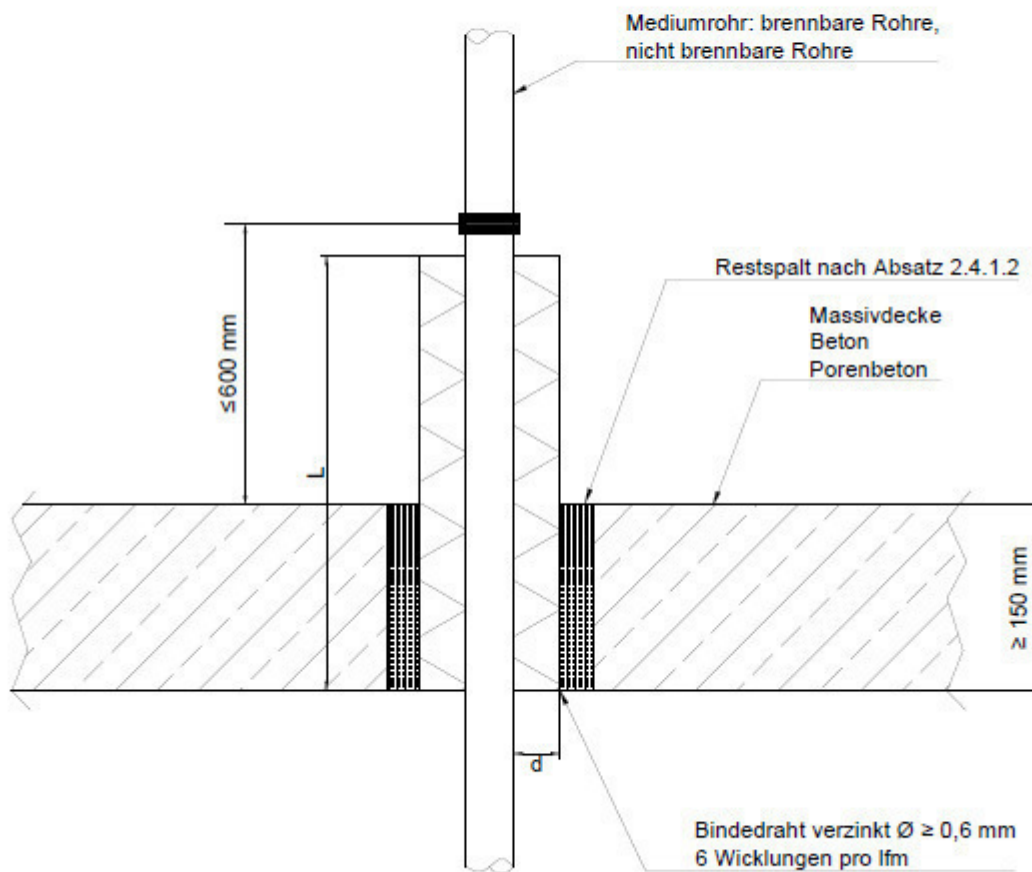 Mediumrohr: brennbare Rohre,
nicht brennbare Rohre
Restspalt nach Absatz 2.4.1.2
Massivdecke
Beton
Porenbeton
≤600 mm
L
≥ 150 mm
d
Bindedraht verzinkt Ø ≥ 0,6 mm
6 Wicklungen pro lfm